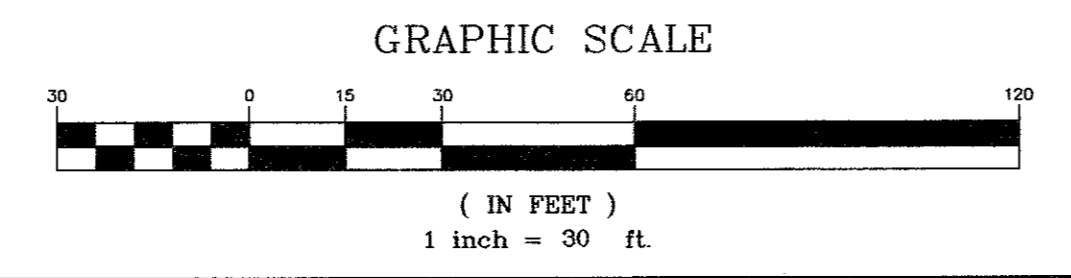 GRAPHIC SCALE
30 0 15 30 60 120
( IN FEET )
1 inch = 30 ft.